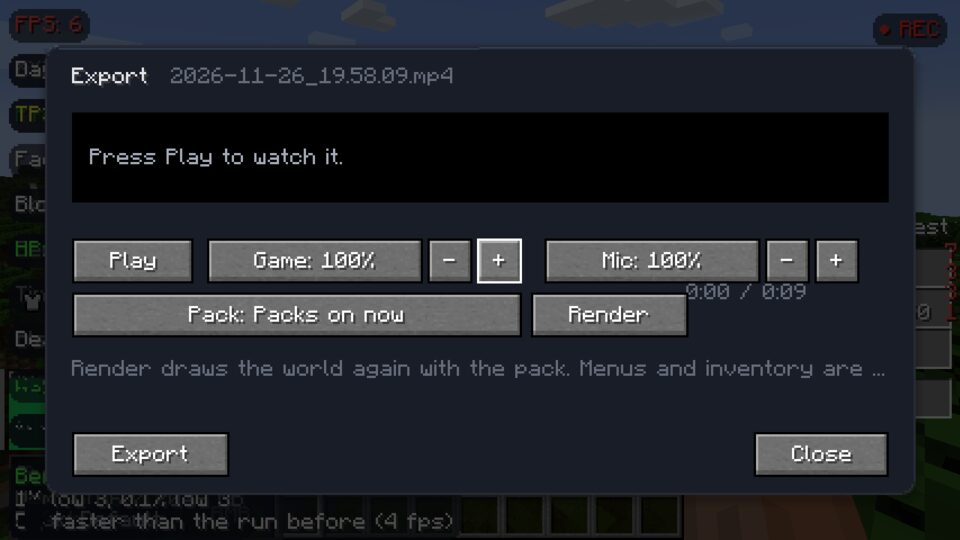 FPS: 6
REC
Export 2026-11-26_19.58.09.mp4
Press Play to watch it.
Play Game: 100% - + Mic: 100% - +
0:00 / 0:09
Pack: Packs on now Render
Render draws the world again with the pack. Menus and inventory are ...
Export Close
faster than the run before (4 fps)